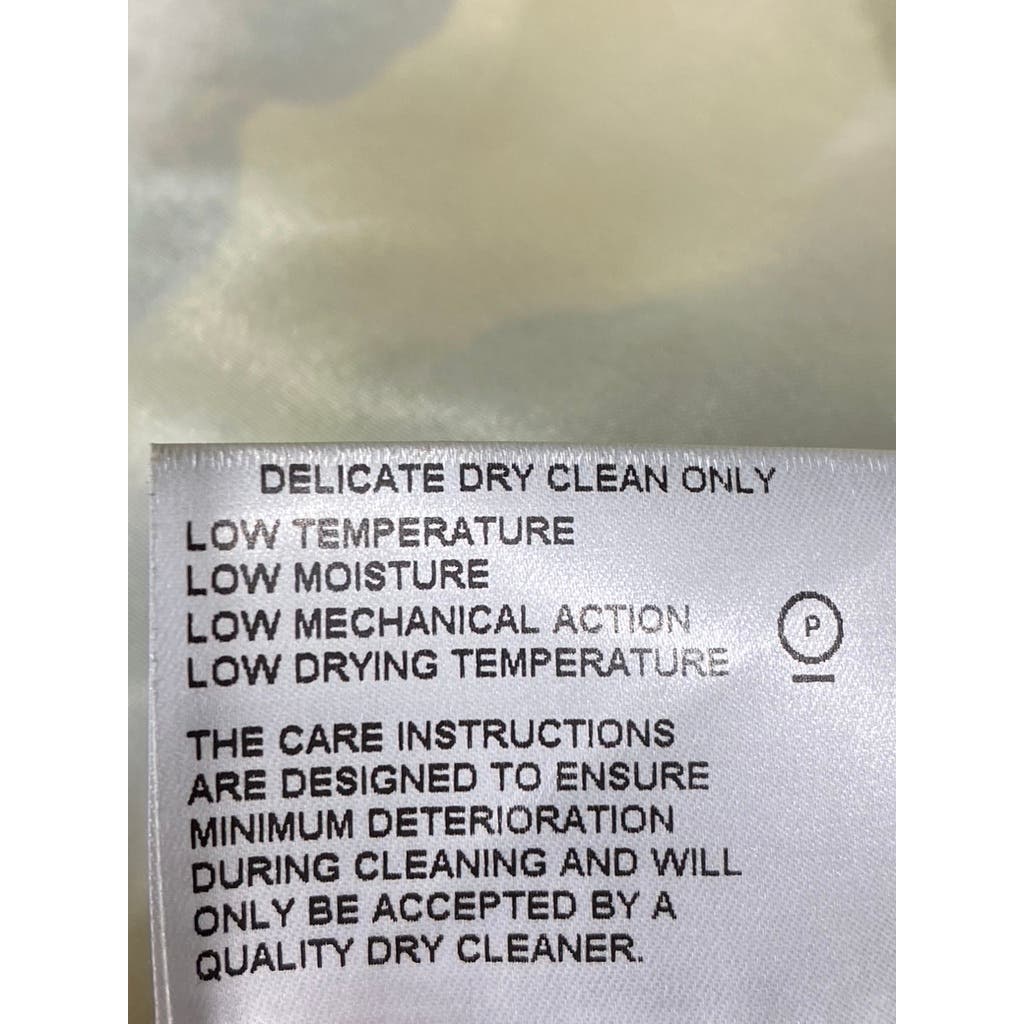 DELICATE DRY CLEAN ONLY
LOW TEMPERATURE
LOW MOISTURE
LOW MECHANICAL ACTION
P
LOW DRYING TEMPERATURE
THE CARE INSTRUCTIONS
ARE DESIGNED TO ENSURE
MINIMUM DETERIORATION
DURING CLEANING AND WILL
ONLY BE ACCEPTED BY A
QUALITY DRY CLEANER.